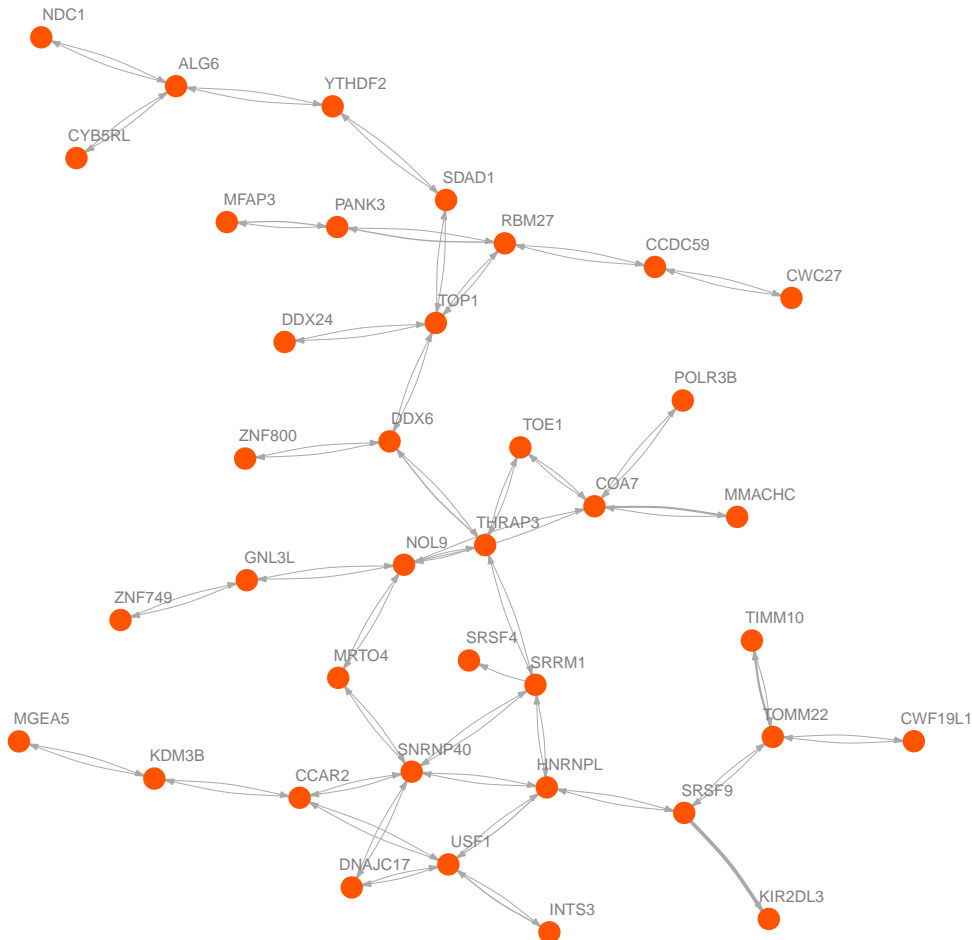 NDC1
ALG6
YTHDF2
CYB5RL
SDAD1
MFAP3
PANK3
RBM27
CCDC59
CWC27
TOP1
DDX24
POLR3B
DDX6
TOE1
ZNF800
COA7
MMACHC
THRAP3
NOL9
GNL3L
ZNF749
TIMM10
SRSF4
MRTO4
SRRM1
MGEA5
TOMM22
CWF19L1
KDM3B
SNRNP40
HNRNPL
CCAR2
SRSF9
USF1
DNAJC17
KIR2DL3
INTS3